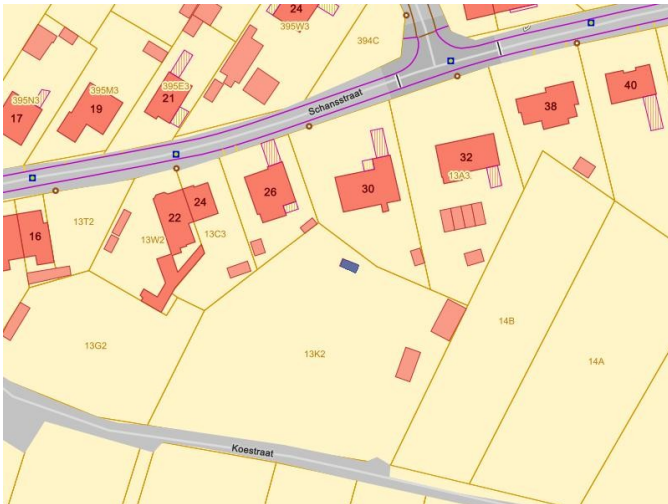 24
395W3
394C
395N3
17
395M3
19
395E3
21
Schansstraat
40
38
32
13A3
30
26
24
22
13C3
13W2
13T2
16
14B
14A
13G2
13K2
Koestraat